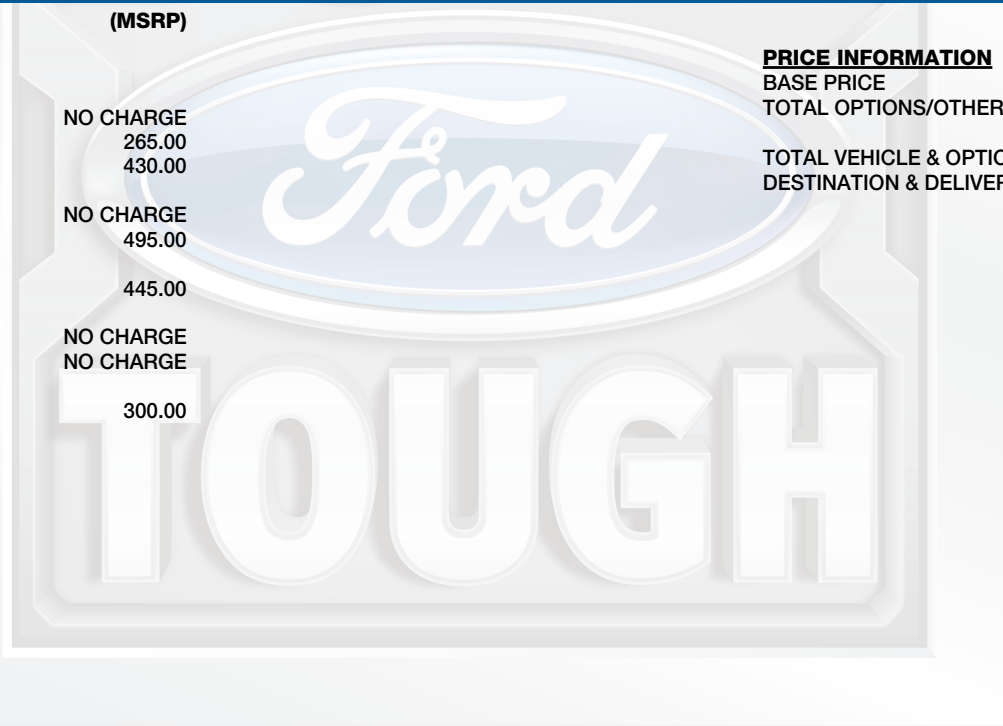 (MSRP)
NO CHARGE
265.00
430.00
NO CHARGE
495.00
445.00
NO CHARGE
NO CHARGE
300.00
PRICE INFORMATION
BASE PRICE
TOTAL OPTIONS/OTHER
TOTAL VEHICLE & OPTIO
DESTINATION & DELIVER
Ford
TOUGH